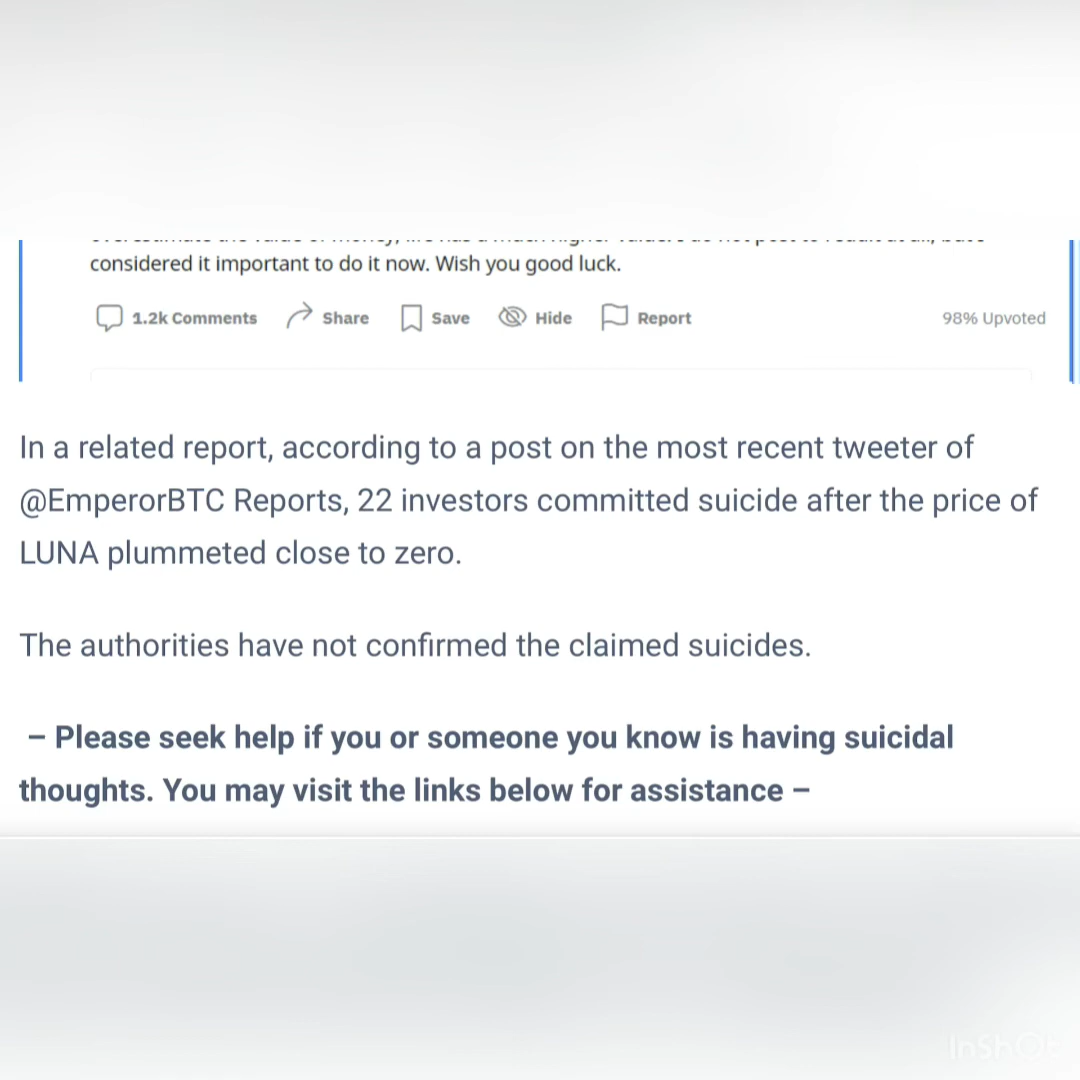 considered it important to do it now. Wish you good luck.
1.2k Comments Share Save Hide Report 98% Upvoted
In a related report, according to a post on the most recent tweeter of
@EmperorBTC Reports, 22 investors committed suicide after the price of
LUNA plummeted close to zero.
The authorities have not confirmed the claimed suicides.
– Please seek help if you or someone you know is having suicidal
thoughts. You may visit the links below for assistance –
InShOt